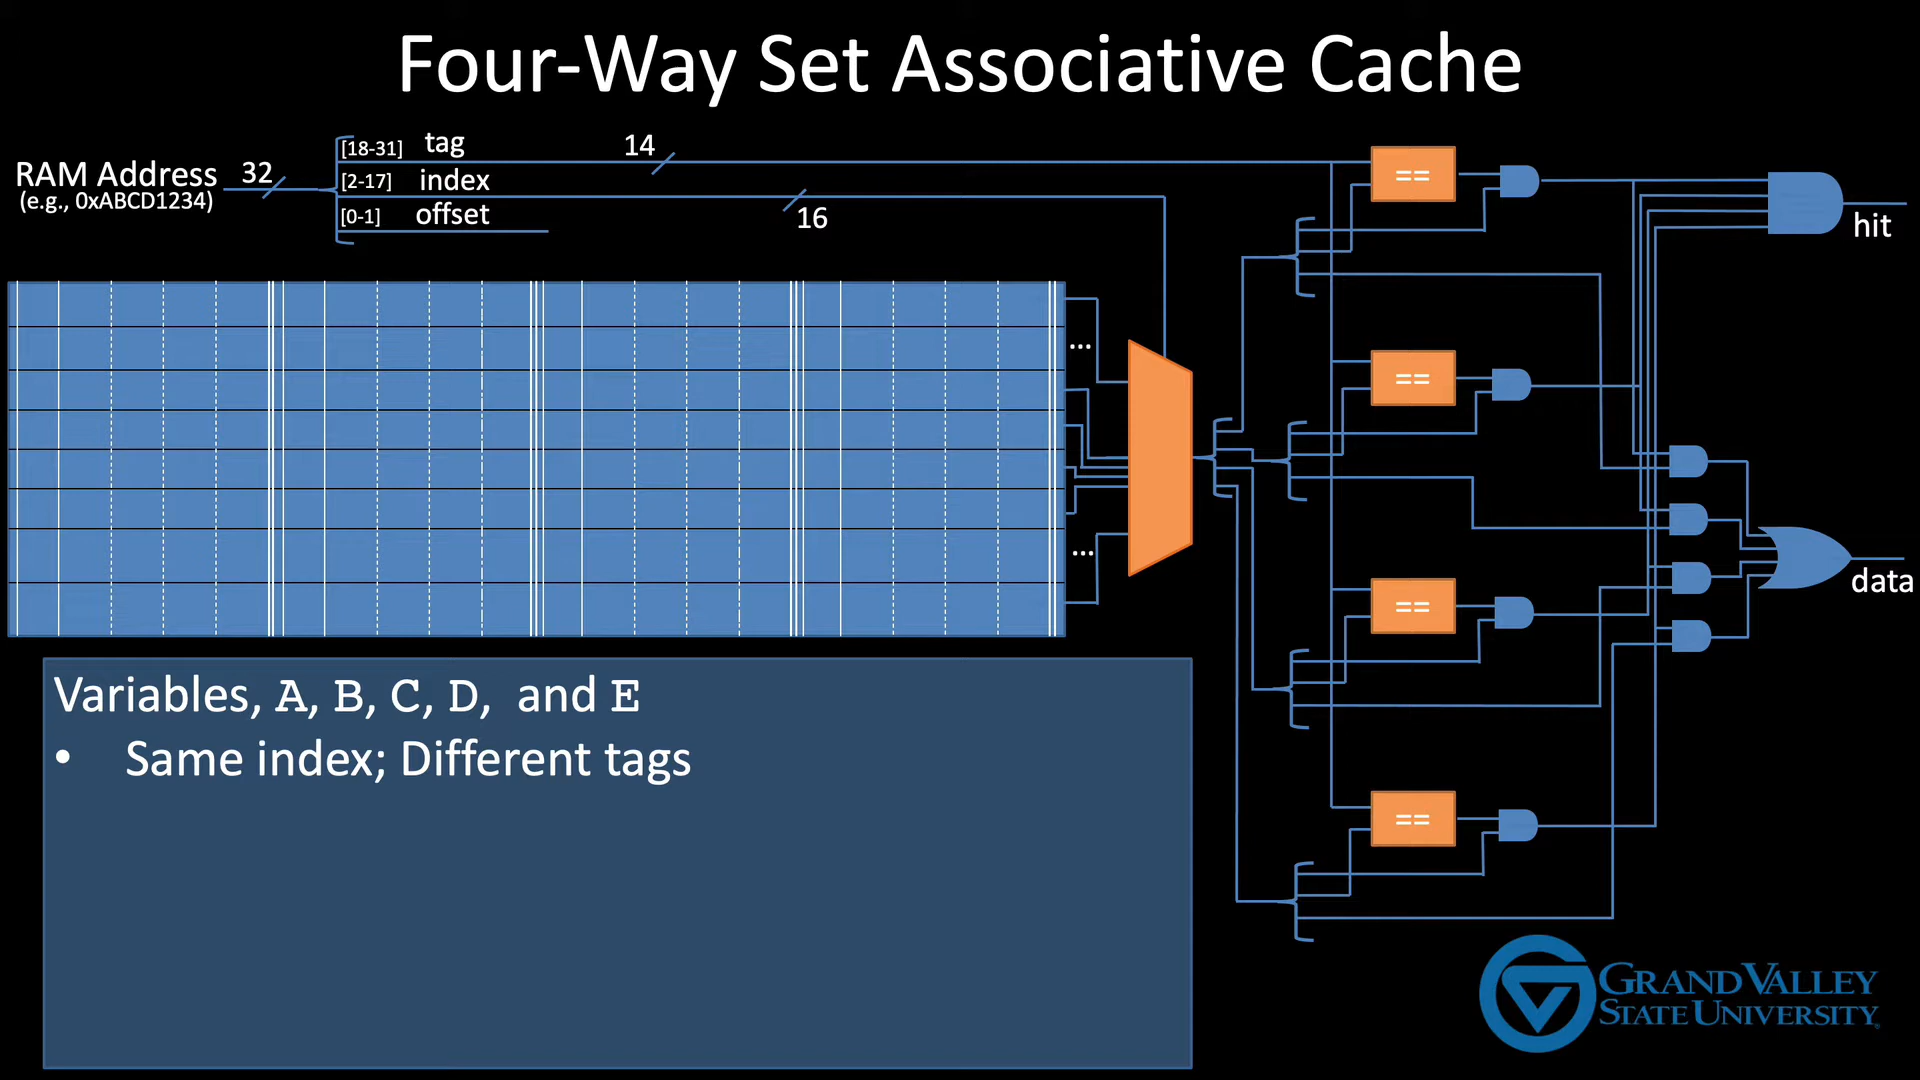 Four-Way Set Associative Cache
RAM Address
(e.g., 0xABCD1234)
32
[18-31] tag
14
[2-17] index
16
[0-1] offset
==
hit
...
==
...
==
data
==
Variables, A, B, C, D, and E
• Same index; Different tags
GRAND VALLEY
STATE UNIVERSITY